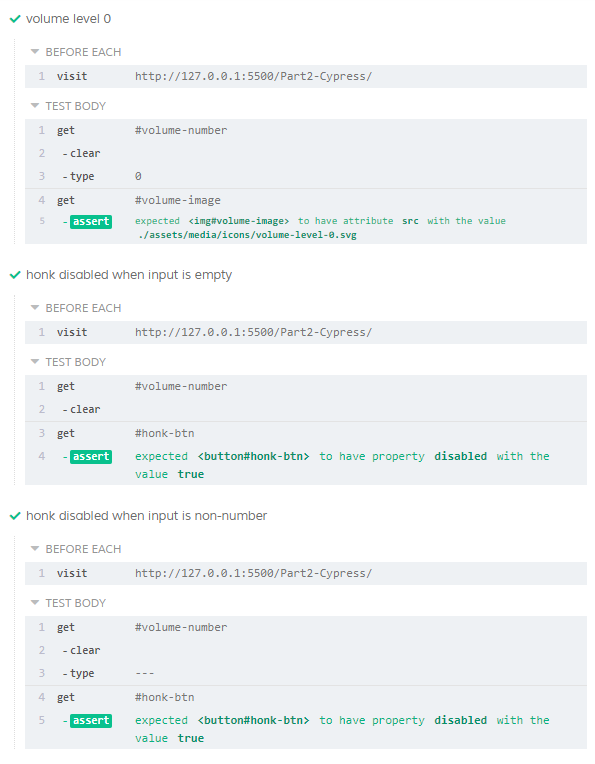 volume level 0
BEFORE EACH
1 visit http://127.0.0.1:5500/Part2-Cypress/
TEST BODY
1 get #volume-number
2 -clear
3 -type 0
4 get #volume-image
5 -assert expected <img#volume-image> to have attribute src with the value
./assets/media/icons/volume-level-0.svg
honk disabled when input is empty
BEFORE EACH
1 visit http://127.0.0.1:5500/Part2-Cypress/
TEST BODY
1 get #volume-number
2 -clear
3 get #honk-btn
4 -assert expected <button#honk-btn> to have property disabled with the
value true
honk disabled when input is non-number
BEFORE EACH
1 visit http://127.0.0.1:5500/Part2-Cypress/
TEST BODY
1 get #volume-number
2 -clear
3 -type ---
4 get #honk-btn
5 -assert expected <button#honk-btn> to have property disabled with the
value true